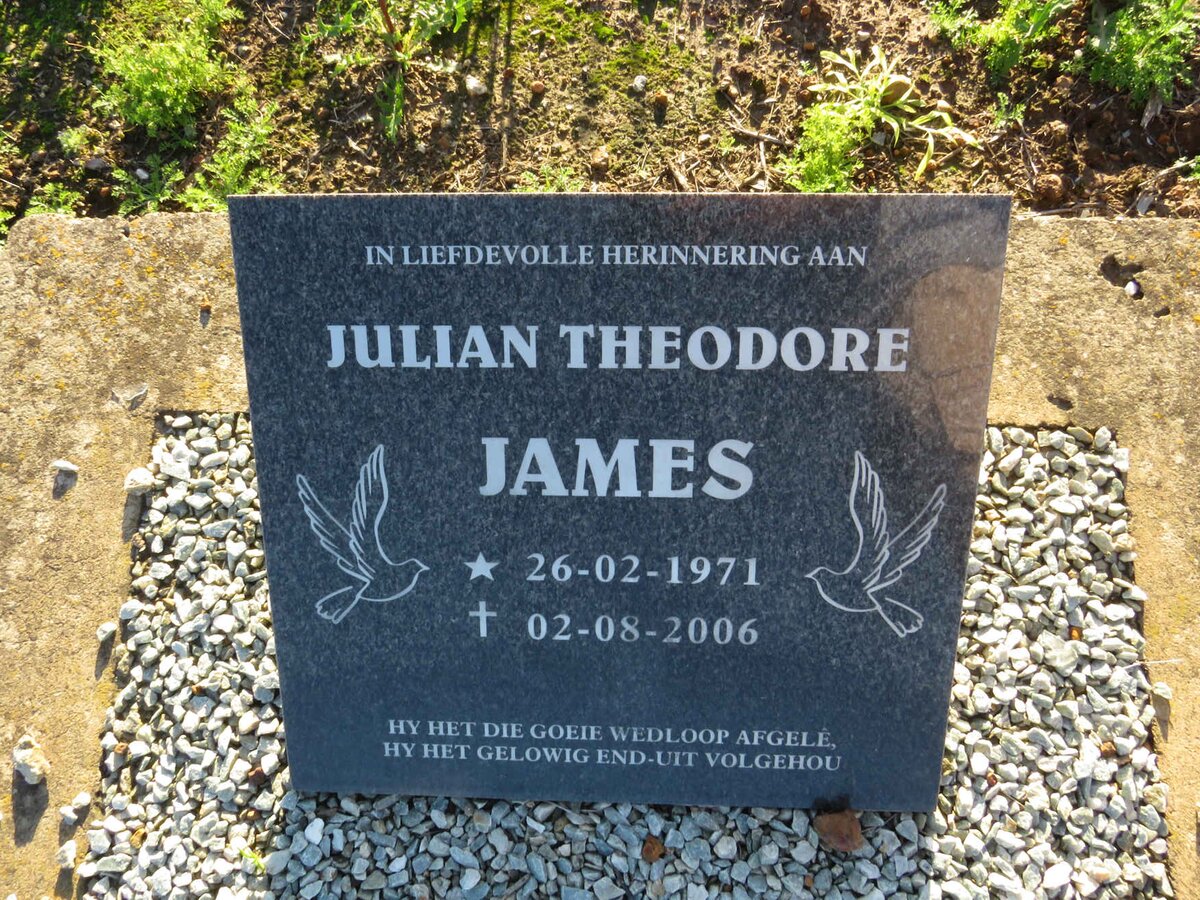 IN LIEFDEVOLLE HERINNERING AAN
JULIAN THEODORE
JAMES
★ 26-02-1971
✝ 02-08-2006
HY HET DIE GOEIE WEDLOOP AFGELÊ,
HY HET GELOWIG END-UIT VOLGEHOU